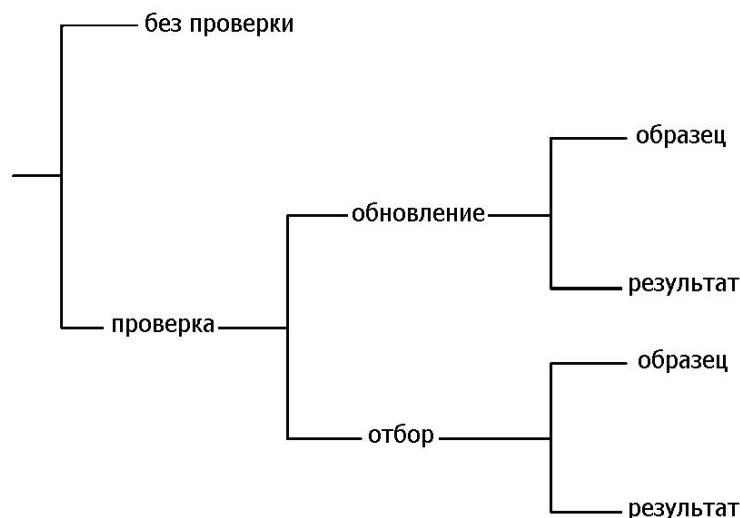 без проверки
образец
обновление
результат
проверка
образец
отбор
результат